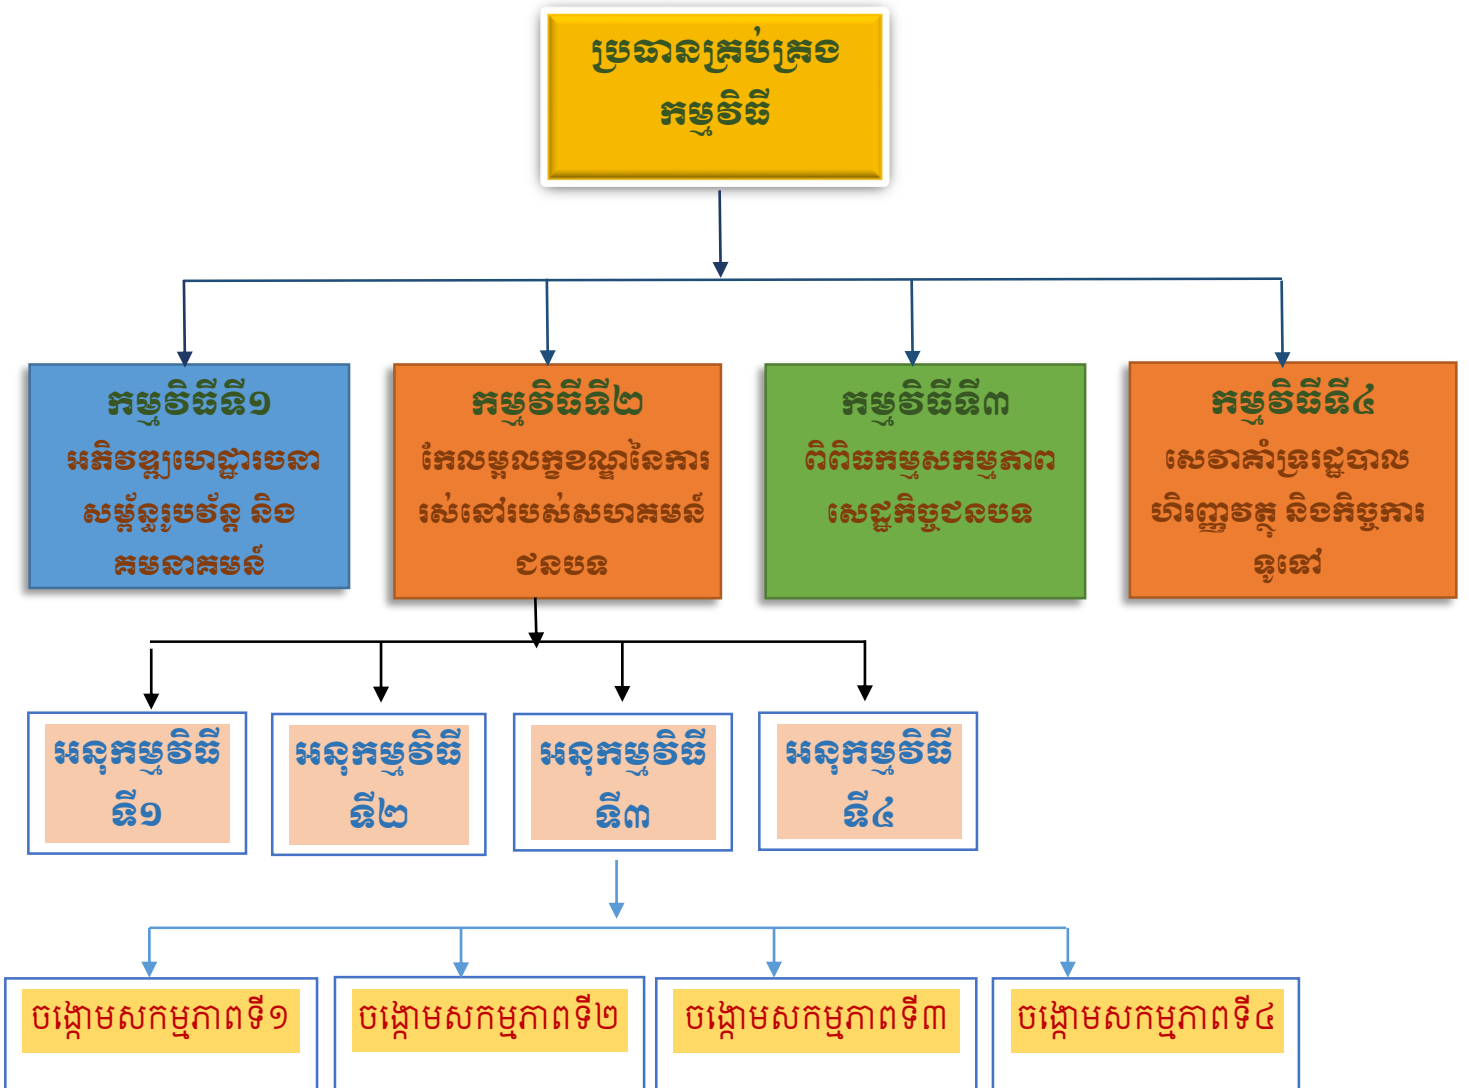 ប្រធានគ្រប់គ្រង
កម្មវិធី
កម្មវិធីទី១
អភិវឌ្ឍហេដ្ឋារចនា
សម្ព័ន្ធរូបវ័ន្ត និង
គមនាគមន៍
កម្មវិធីទី២
កែលម្អលក្ខខណ្ឌនៃការ
រស់នៅរបស់សហគមន៍
ជនបទ
កម្មវិធីទី៣
ពិពិធកម្មសកម្មភាព
សេដ្ឋកិច្ចជនបទ
កម្មវិធីទី៤
សេវាគាំទ្ររដ្ឋបាល
ហិរញ្ញវត្ថុ និងកិច្ចការ
ទូទៅ
អនុកម្មវិធី
ទី១
អនុកម្មវិធី
ទី២
អនុកម្មវិធី
ទី៣
អនុកម្មវិធី
ទី៤
ចង្កោមសកម្មភាពទី១
ចង្កោមសកម្មភាពទី២
ចង្កោមសកម្មភាពទី៣
ចង្កោមសកម្មភាពទី៤